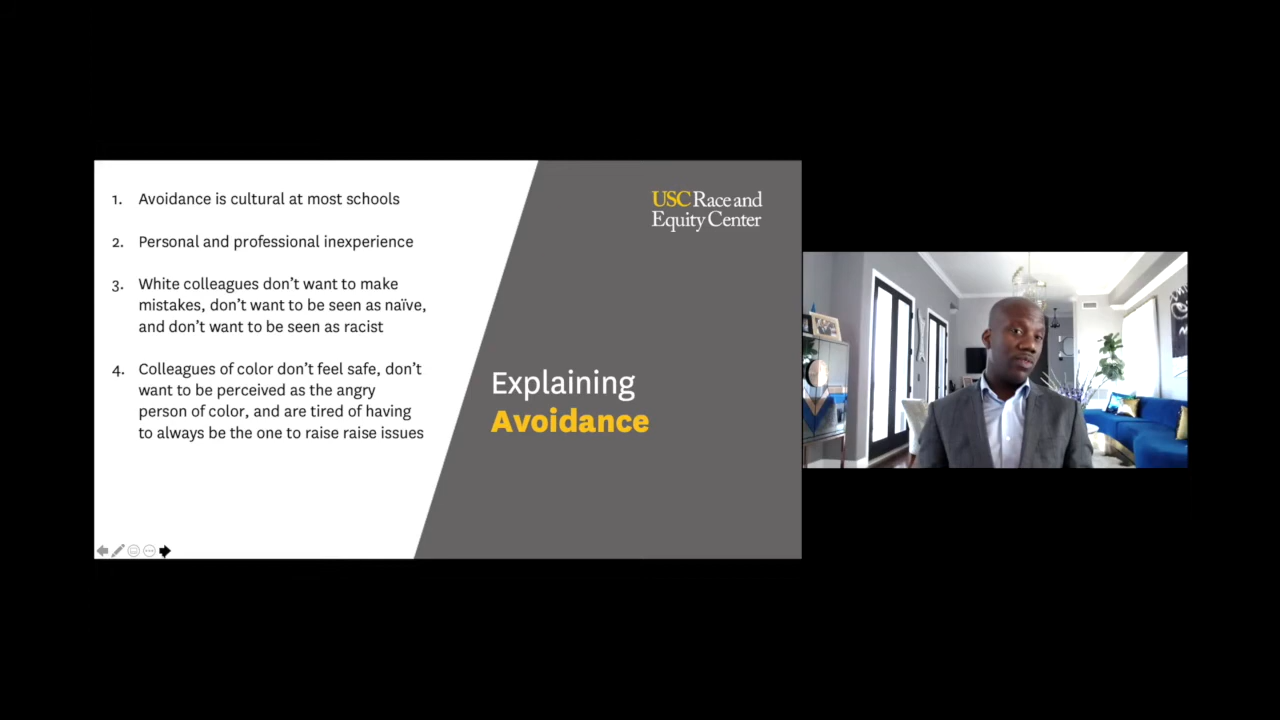 1. Avoidance is cultural at most schools
2. Personal and professional inexperience
3. White colleagues don't want to make
mistakes, don't want to be seen as naïve,
and don't want to be seen as racist
4. Colleagues of color don't feel safe, don't
want to be perceived as the angry
person of color, and are tired of having
to always be the one to raise raise issues
USC Race and
Equity Center
Explaining
Avoidance